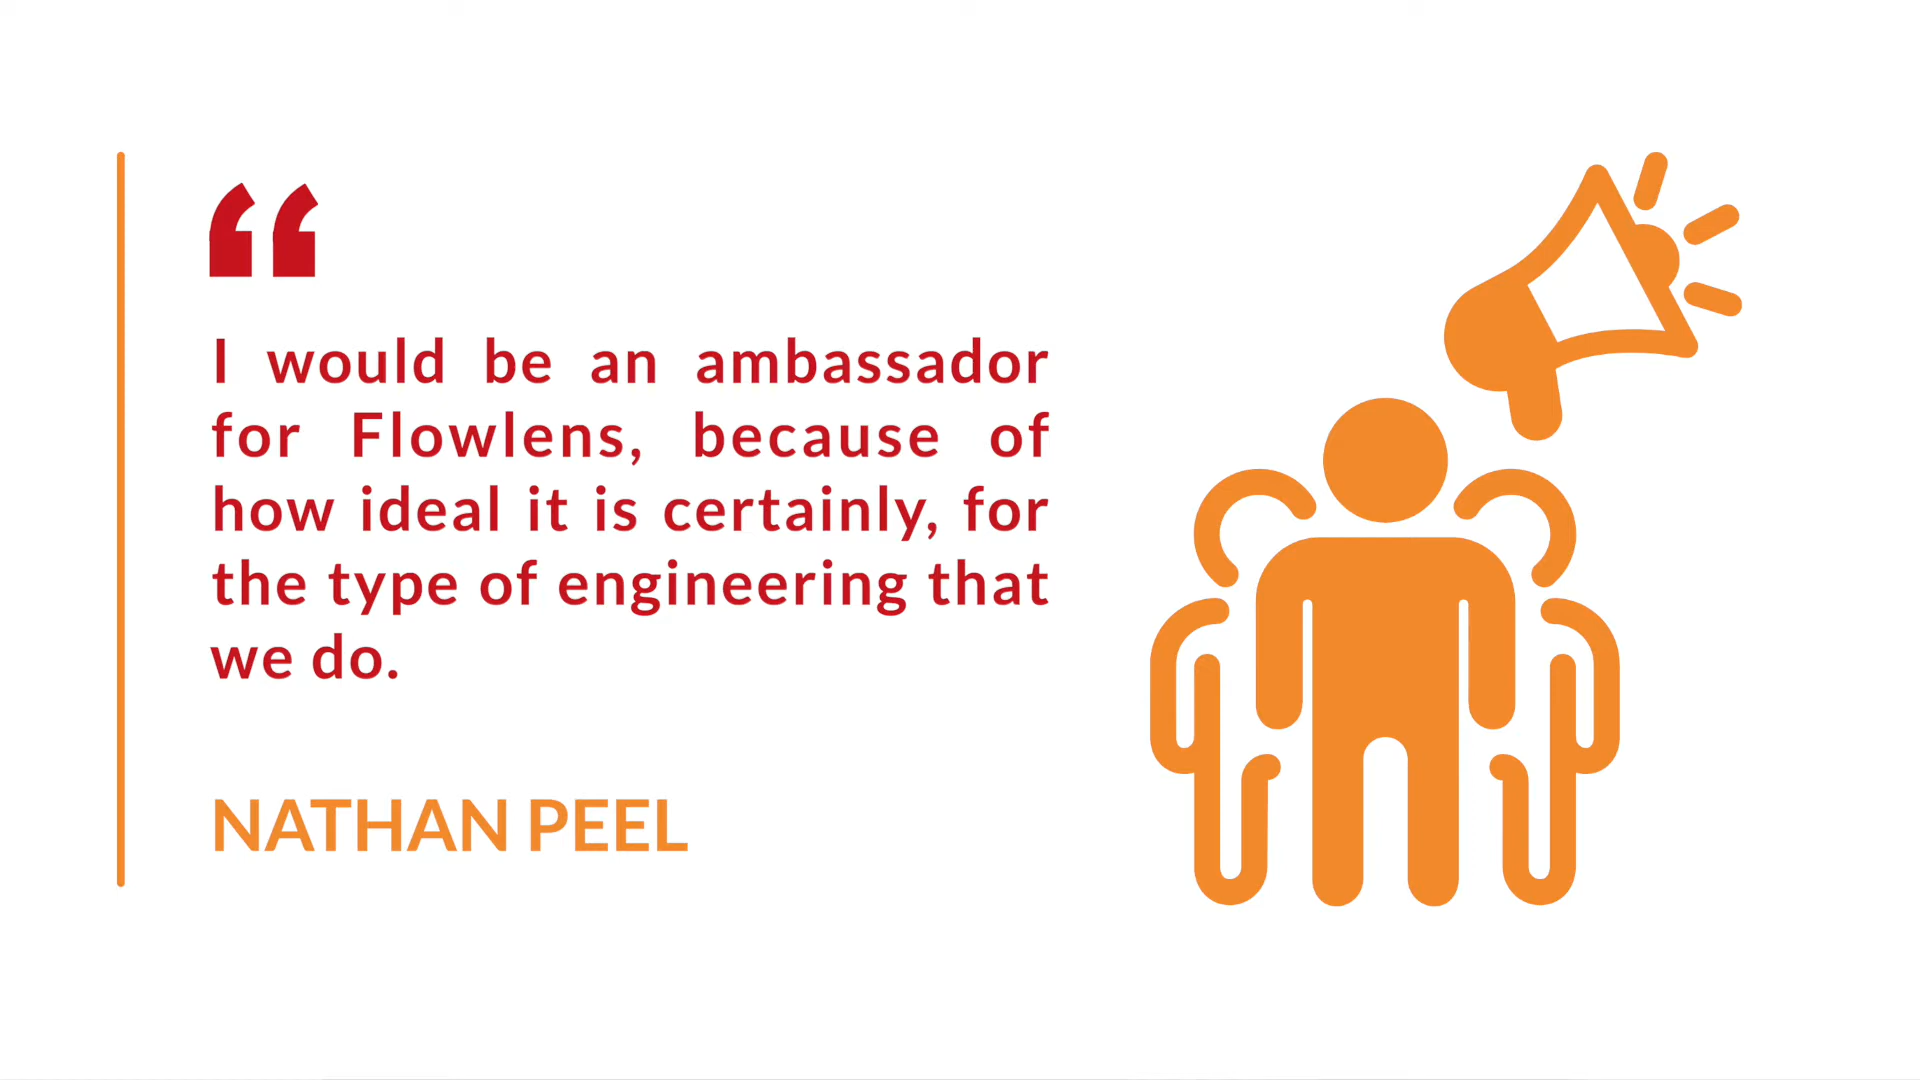 “
I would be an ambassador
for Flowlens, because of
how ideal it is certainly, for
the type of engineering that
we do.
NATHAN PEEL